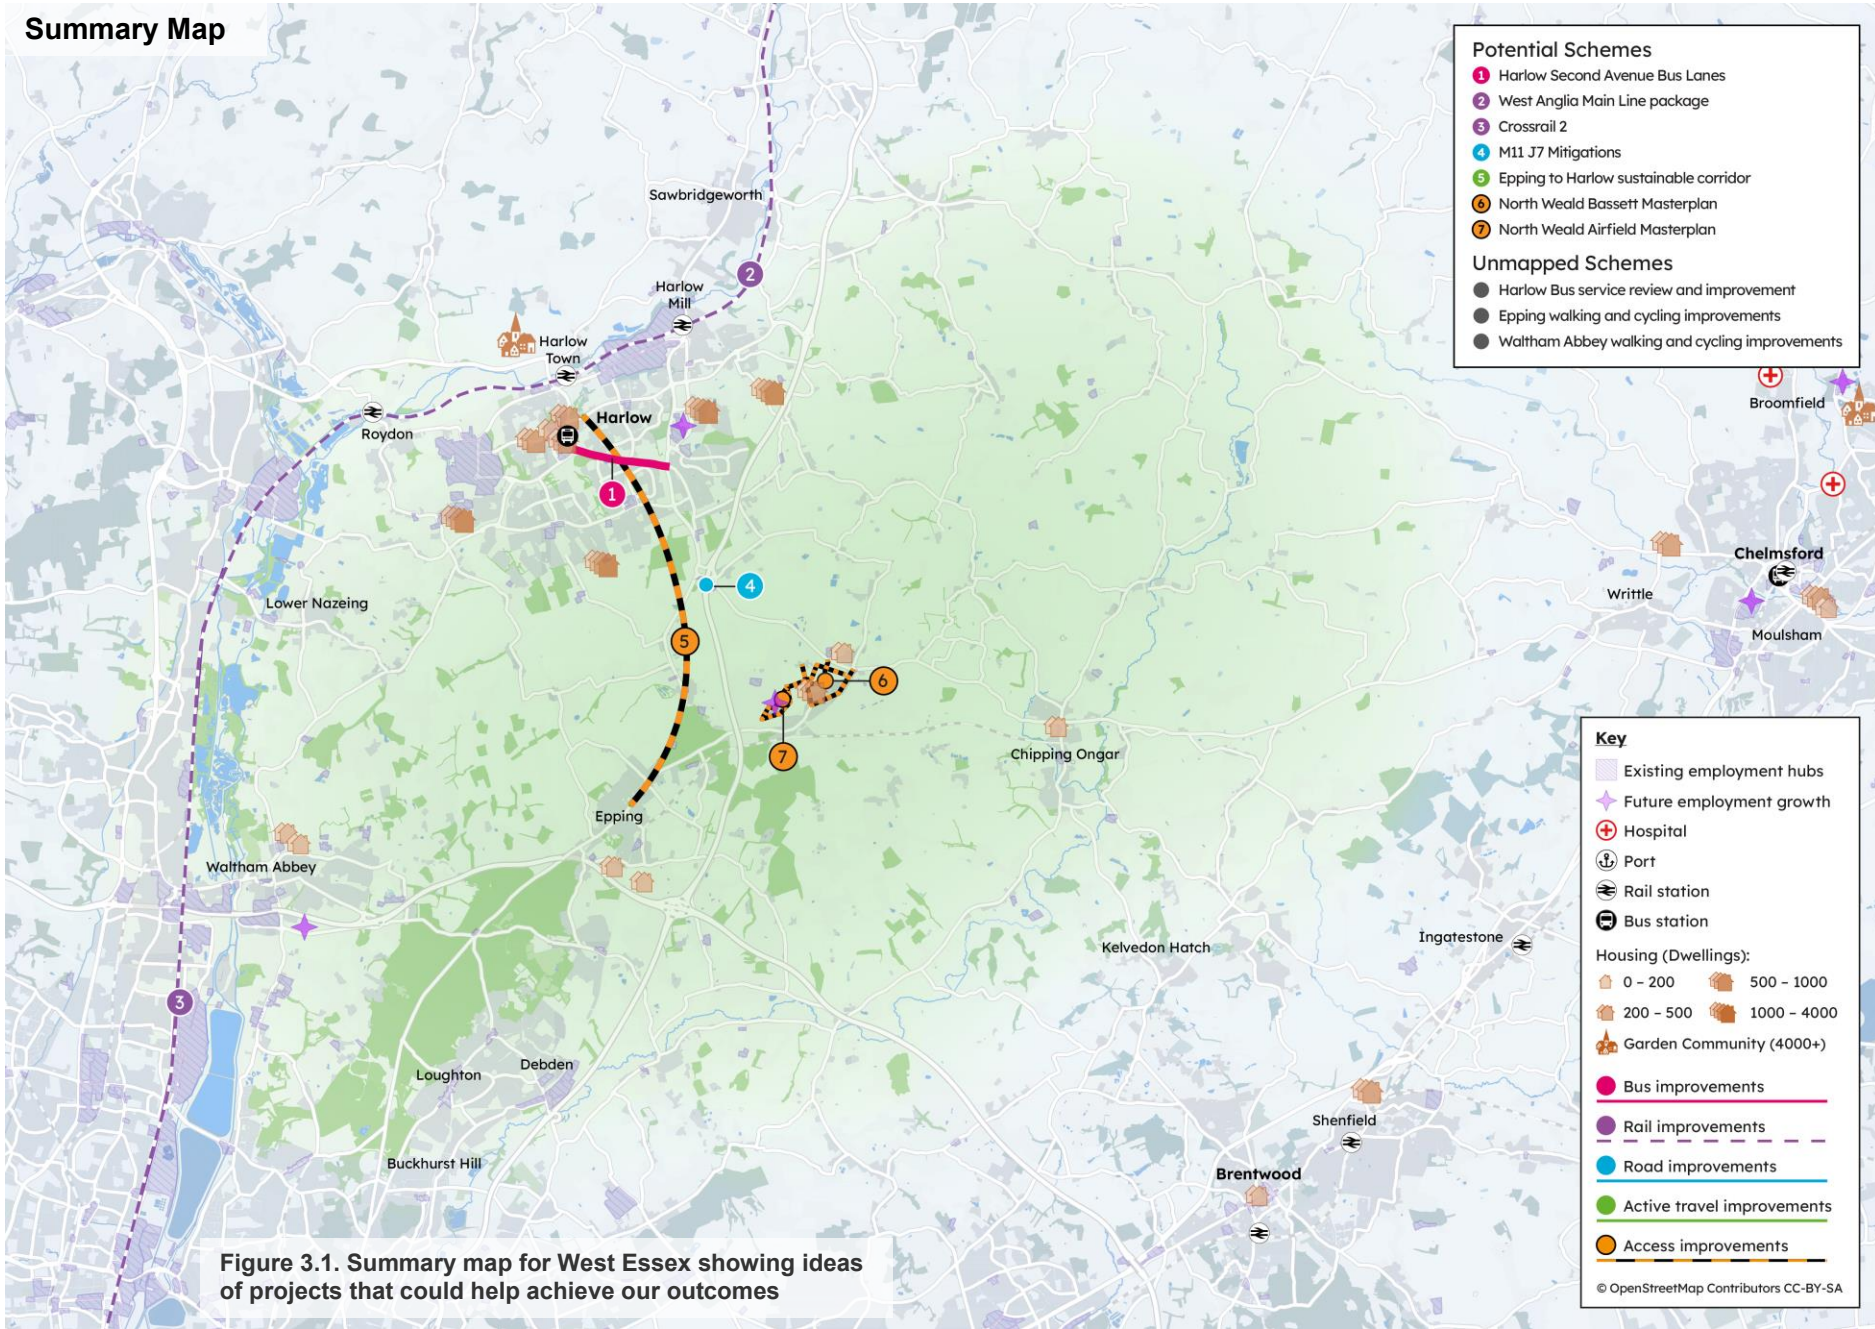 Summary Map
Potential Schemes
1 Harlow Second Avenue Bus Lanes
2 West Anglia Main Line package
3 Crossrail 2
4 M11 J7 Mitigations
5 Epping to Harlow sustainable corridor
6 North Weald Bassett Masterplan
7 North Weald Airfield Masterplan
Unmapped Schemes
Harlow Bus service review and improvement
Epping walking and cycling improvements
Waltham Abbey walking and cycling improvements
Sawbridgeworth
2
Harlow
Mill
Harlow
Town
Roydon
Harlow
1
Broomfield
Chelmsford
Writtle
Moulsham
4
Lower Nazeing
5
6
7
Chipping Ongar
Epping
Waltham Abbey
3
Kelvedon Hatch
Ingatestone
Debden
Loughton
Buckhurst Hill
Shenfield
Brentwood
Key
Existing employment hubs
Future employment growth
Hospital
Port
Rail station
Bus station
Housing (Dwellings):
0 – 200
500 – 1000
200 – 500
1000 – 4000
Garden Community (4000+)
Bus improvements
Rail improvements
Road improvements
Active travel improvements
Access improvements
© OpenStreetMap Contributors CC-BY-SA
Figure 3.1. Summary map for West Essex showing ideas
of projects that could help achieve our outcomes